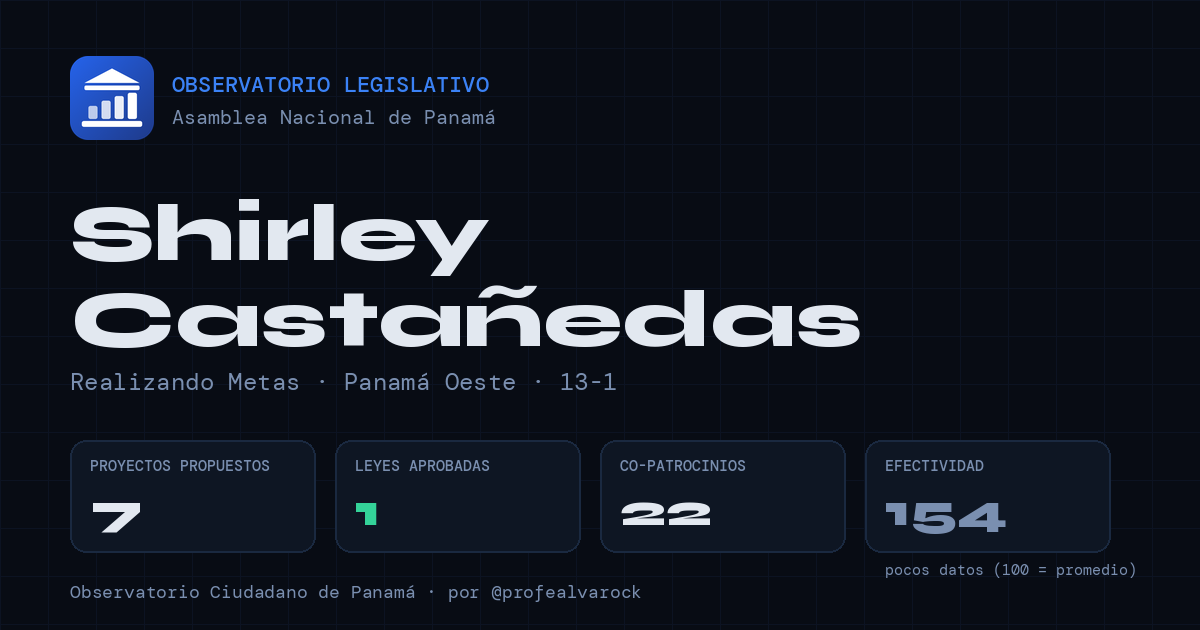 OBSERVATORIO LEGISLATIVO
Asamblea Nacional de Panamá
Shirley
Castañedas
Realizando Metas · Panamá Oeste · 13-1
PROYECTOS PROPUESTOS
7
LEYES APROBADAS
1
CO-PATROCINIOS
22
EFECTIVIDAD
154
pocos datos (100 = promedio)
Observatorio Ciudadano de Panamá · por @profealvarock